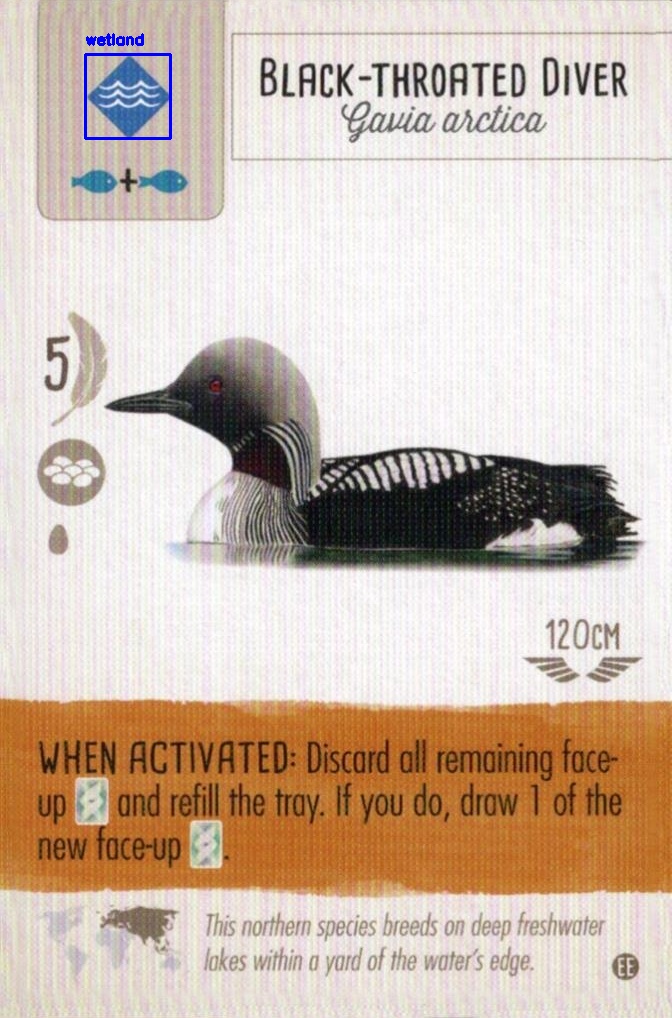 wetland
BLACK-THROATED DIVER
Gavia arctica
+
5
120CM
WHEN ACTIVATED: Discard all remaining face-
up and refill the tray. If you do, draw 1 of the
new face-up .
This northern species breeds on deep freshwater
lakes within a yard of the water's edge.
EE